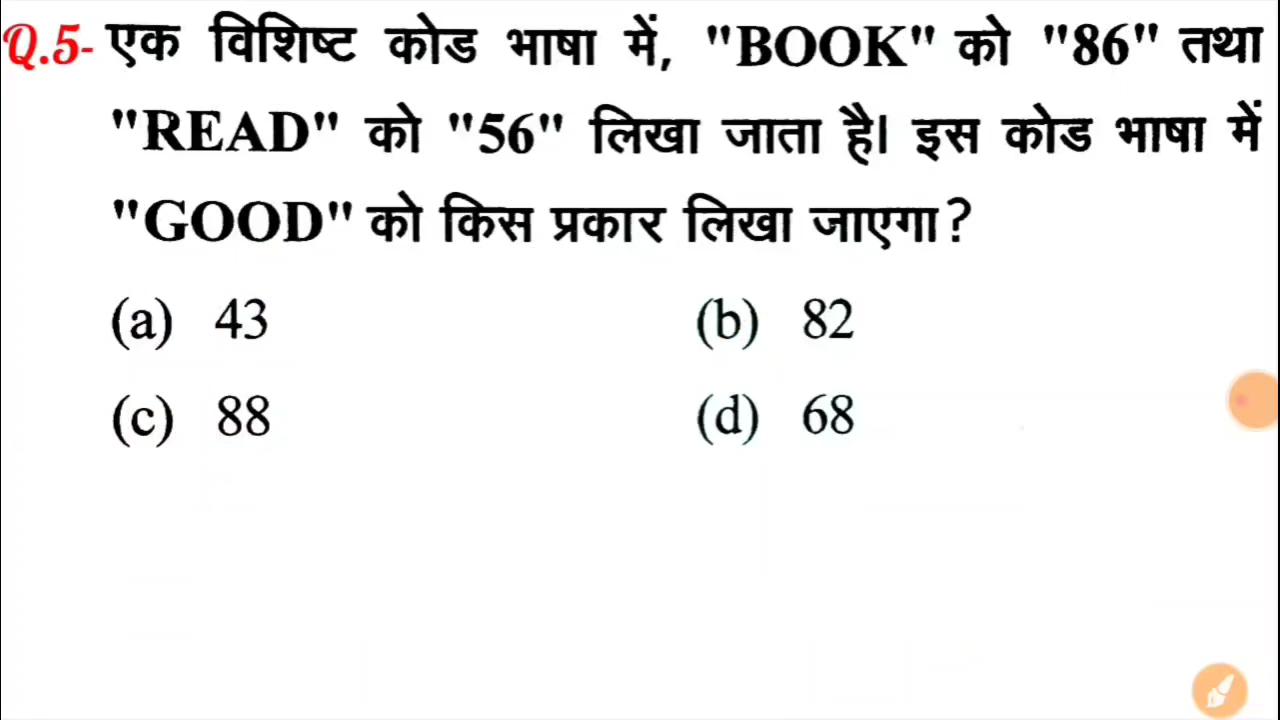 Q.5- एक विशिष्ट कोड भाषा में, "BOOK" को "86" तथा
"READ" को "56" लिखा जाता है। इस कोड भाषा में
"GOOD" को किस प्रकार लिखा जाएगा?
(a) 43 (b) 82
(c) 88 (d) 68